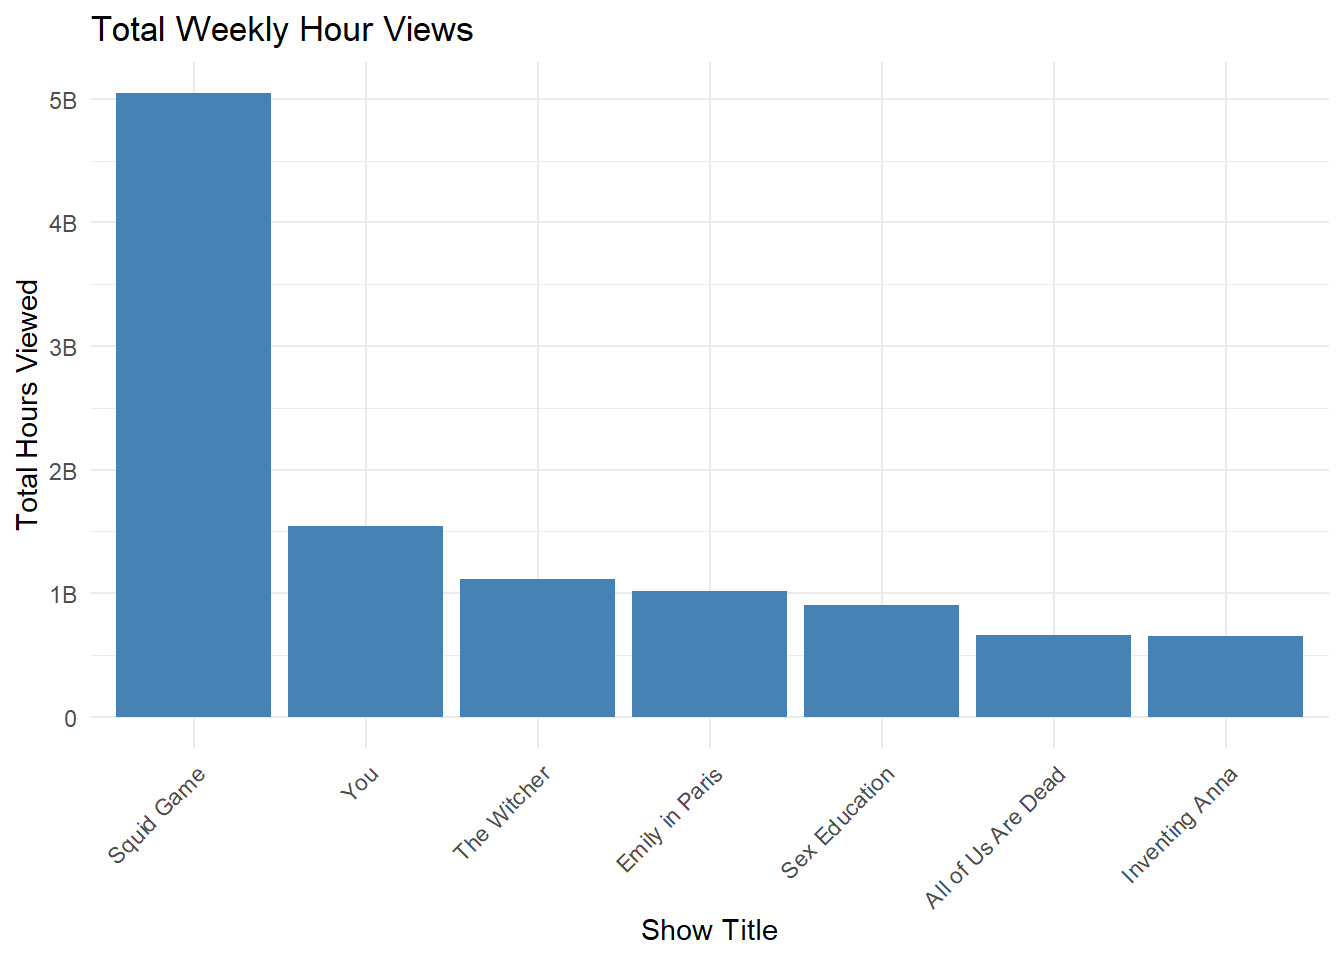 Total Weekly Hour Views
Total Hours Viewed
5B
4B
3B
2B
1B
0
Squid Game
You
The Witcher
Emily in Paris
Sex Education
All of Us Are Dead
Inventing Anna
Show Title